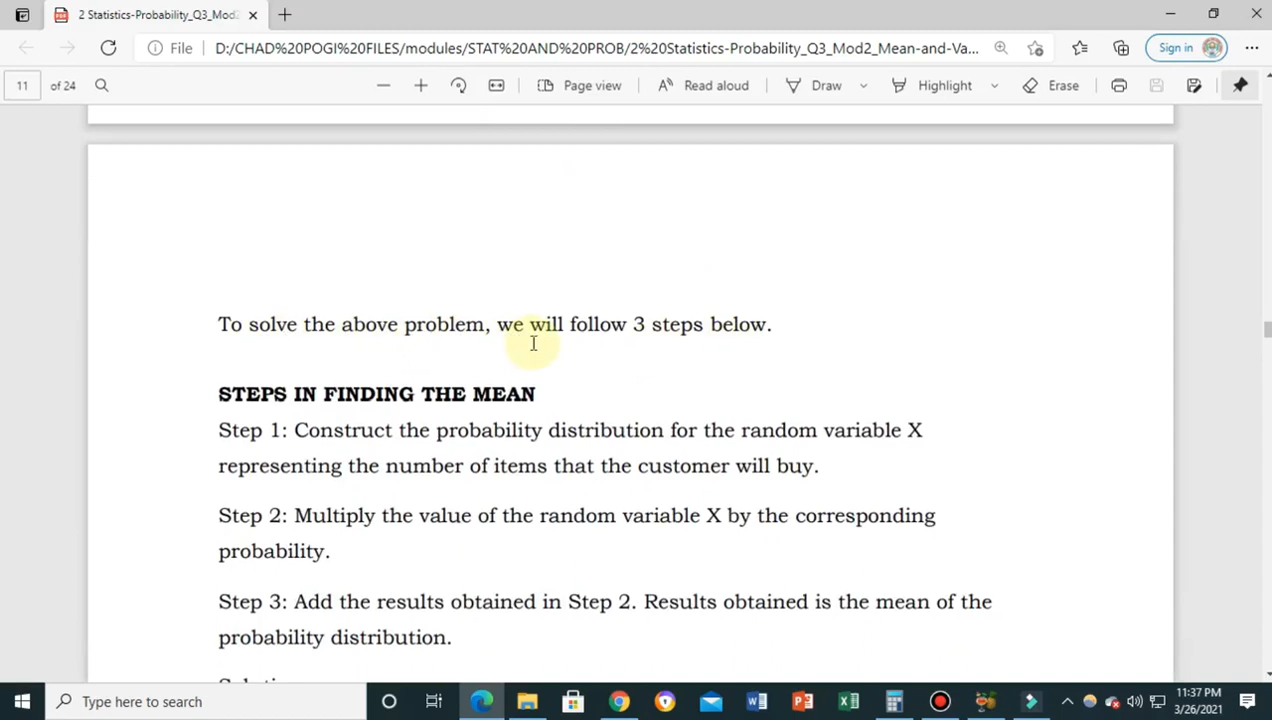 2 Statistics-Probability_Q3_Mod2
File
D:/CHAD%20POGI%20FILES/modules/STAT%20AND%20PROB/2%20Statistics-Probability_Q3_Mod2_Mean-and-Va...
Sign in
11 of 24
Page view
Read aloud
Draw
Highlight
Erase
To solve the above problem, we will follow 3 steps below.
STEPS IN FINDING THE MEAN
Step 1: Construct the probability distribution for the random variable X
representing the number of items that the customer will buy.
Step 2: Multiply the value of the random variable X by the corresponding
probability.
Step 3: Add the results obtained in Step 2. Results obtained is the mean of the
probability distribution.
Type here to search
11:37 PM
3/26/2021